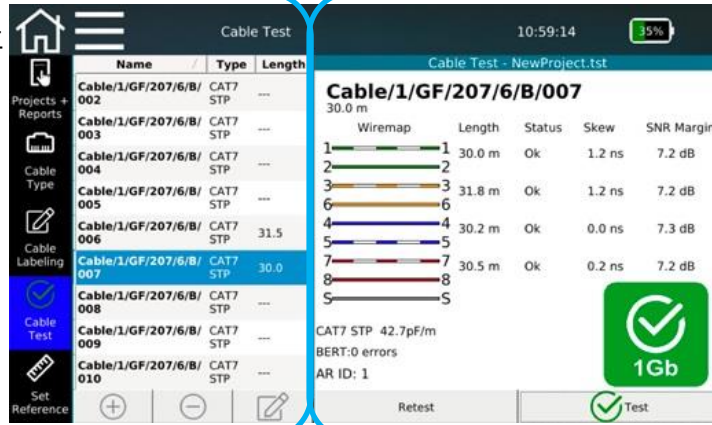 Cable Test
10:59:14
35%
Projects +
Reports
Cable
Type
Cable
Labeling
Cable
Test
Set
Reference
Name / Type Length
Cable/1/GF/207/6/B/ CAT7
002 STP ---
Cable/1/GF/207/6/B/ CAT7
003 STP ---
Cable/1/GF/207/6/B/ CAT7
004 STP ---
Cable/1/GF/207/6/B/ CAT7
005 STP ---
Cable/1/GF/207/6/B/ CAT7
006 STP 31.5
Cable/1/GF/207/6/B/ CAT7
007 STP 30.0
Cable/1/GF/207/6/B/ CAT7
008 STP ---
Cable/1/GF/207/6/B/ CAT7
009 STP ---
Cable/1/GF/207/6/B/ CAT7
010 STP ---
Cable Test - NewProject.tst
Cable/1/GF/207/6/B/007
30.0 m
Wiremap Length Status Skew SNR Margin
1 1 30.0 m Ok 1.2 ns 7.2 dB
2 2
3 3 31.8 m Ok 1.2 ns 7.2 dB
6 6
4 4 30.2 m Ok 0.0 ns 7.3 dB
5 5
7 7 30.5 m Ok 0.2 ns 7.2 dB
8 8
S S
CAT7 STP 42.7pF/m
BERT:0 errors
AR ID: 1
1Gb
Retest
Test